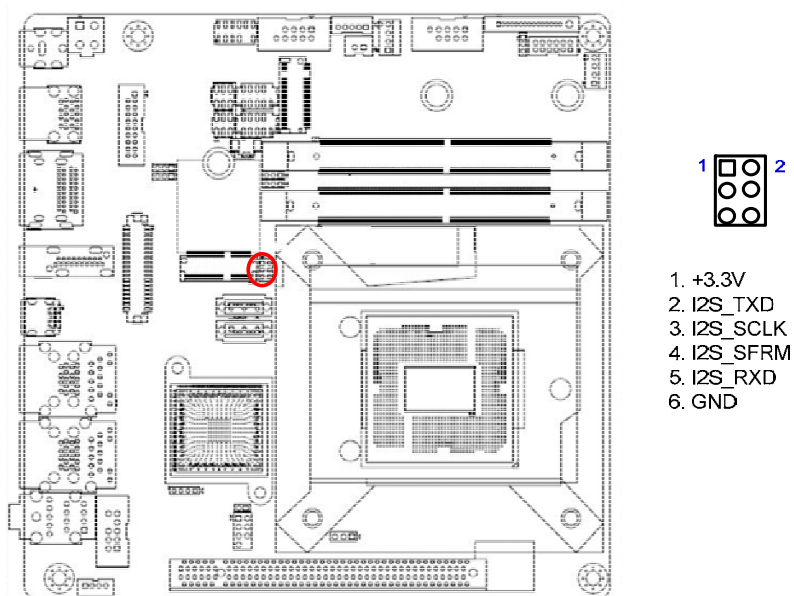 1 2
1. +3.3V
2. I2S_TXD
3. I2S_SCLK
4. I2S_SFRM
5. I2S_RXD
6. GND